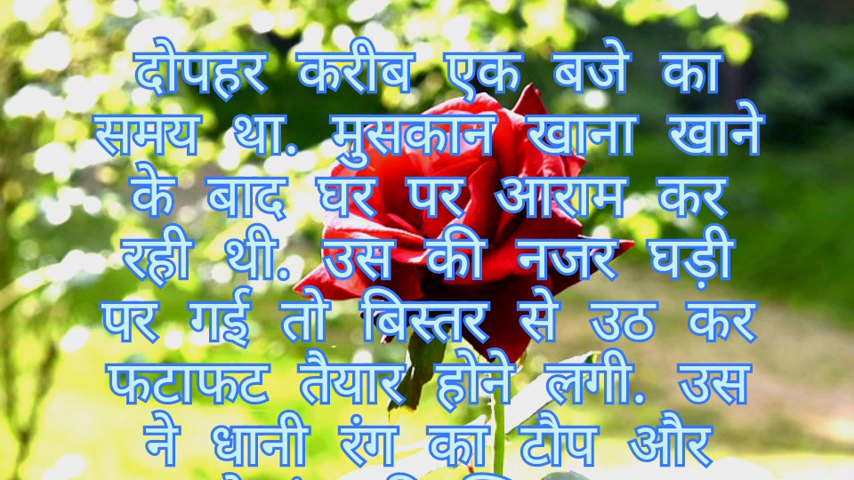 दोपहर करीब एक बजे का
समय था. मुसकान खाना खाने
के बाद घर पर आराम कर
रही थी. उस की नजर घड़ी
पर गई तो बिस्तर से उठ कर
फटाफट तैयार होने लगी. उस
ने धानी रंग का टौप और